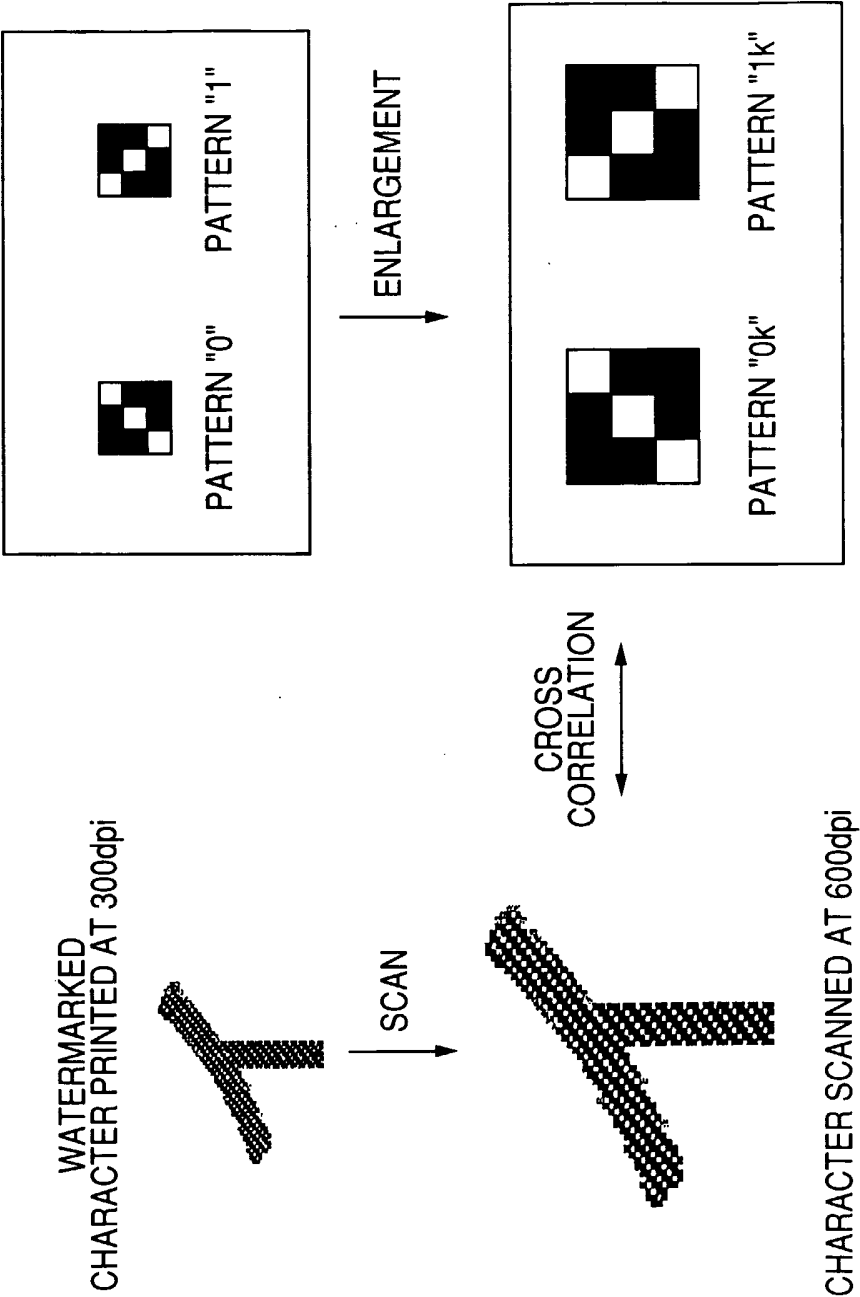 WATERMARKED
CHARACTER PRINTED AT 300dpi
SCAN
CHARACTER SCANNED AT 600dpi
CROSS
CORRELATION
PATTERN "0"
PATTERN "1"
ENLARGEMENT
PATTERN "0k"
PATTERN "1k"